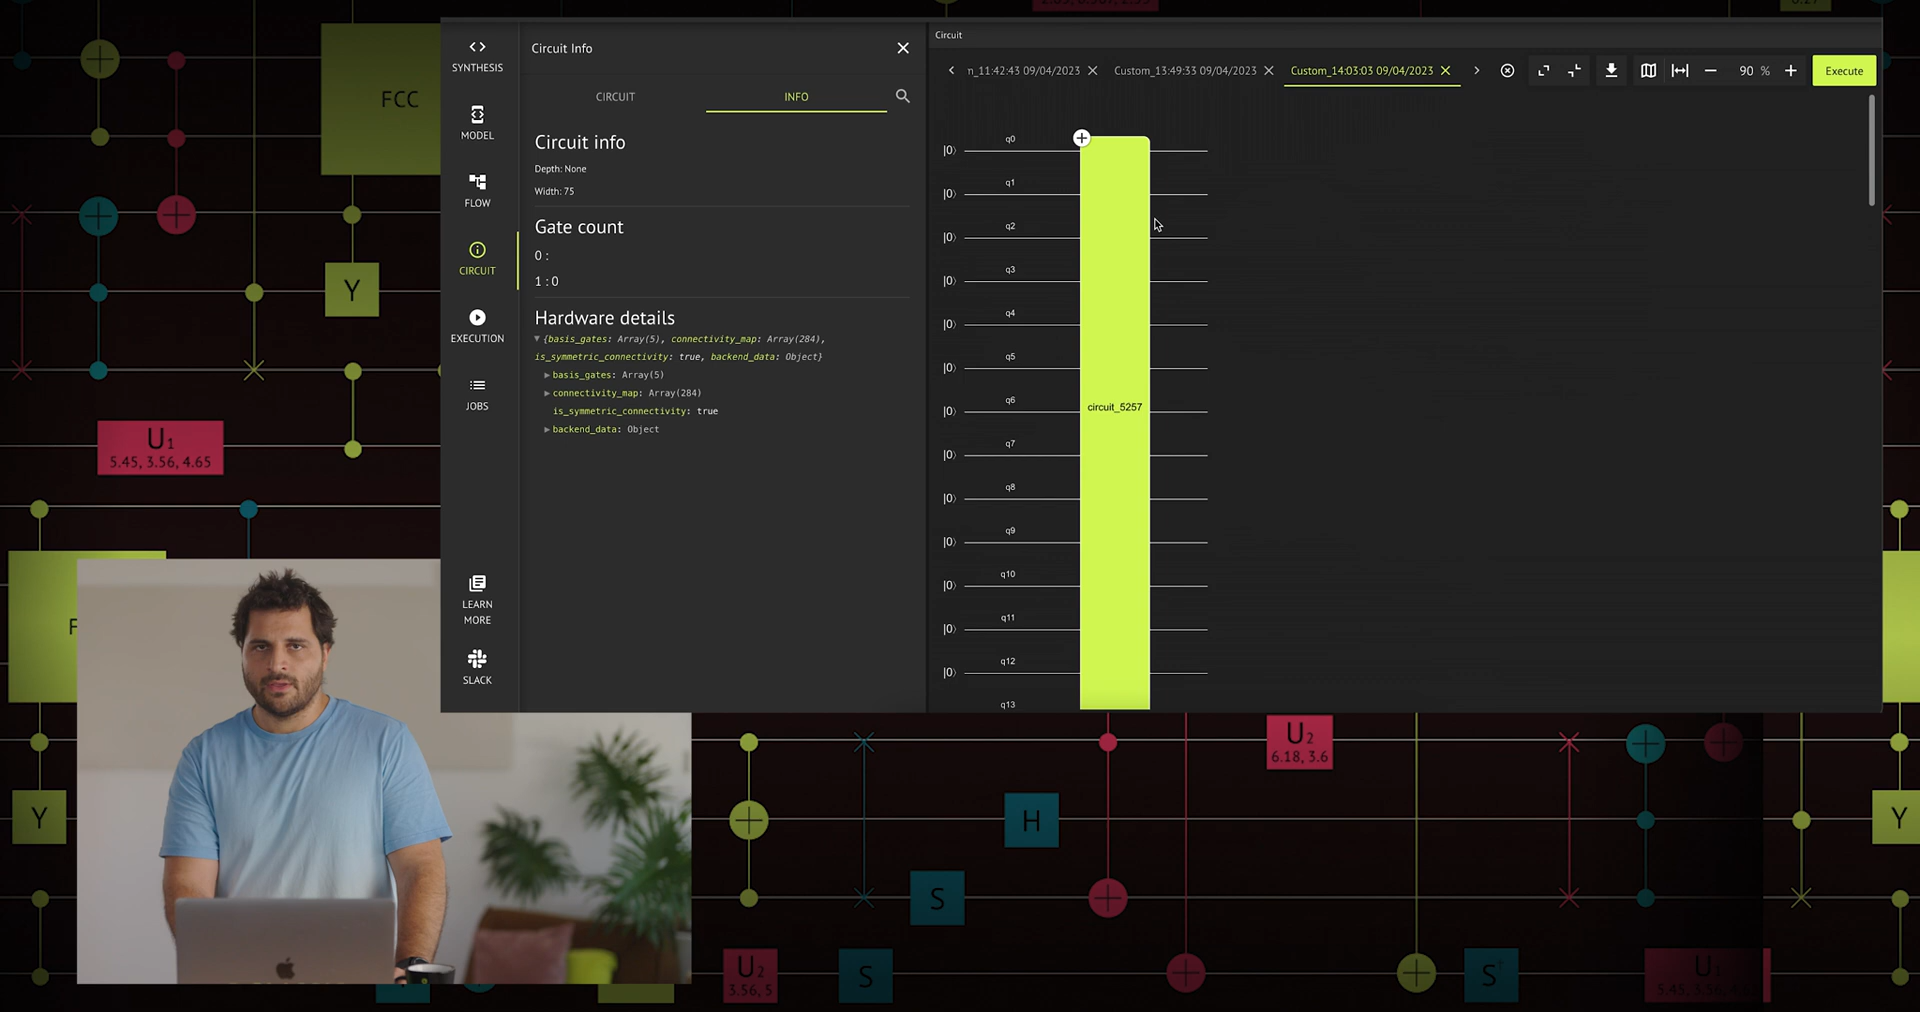 FCC
Y
U1
5.45, 3.56, 4.65
Y
SYNTHESIS
MODEL
FLOW
CIRCUIT
EXECUTION
JOBS
LEARN
MORE
SLACK
Circuit Info
CIRCUIT
INFO
Circuit info
Depth: None
Width: 75
Gate count
0 :
1 : 0
Hardware details
{basis_gates: Array(5), connectivity_map: Array(284),
is_symmetric_connectivity: true, backend_data: Object}
basis_gates: Array(5)
connectivity_map: Array(284)
is_symmetric_connectivity: true
backend_data: Object
Circuit
m_11:42:43 09/04/2023
Custom_13:49:33 09/04/2023
Custom_14:03:03 09/04/2023
90 %
Execute
q0
|0⟩
q1
|0⟩
q2
|0⟩
q3
|0⟩
q4
|0⟩
q5
|0⟩
q6
|0⟩
circuit_5257
q7
|0⟩
q8
|0⟩
q9
|0⟩
q10
|0⟩
q11
|0⟩
q12
|0⟩
q13
U2
6.18, 3.6
H
Y
S
U2
3.56, 5
S
S†
U1